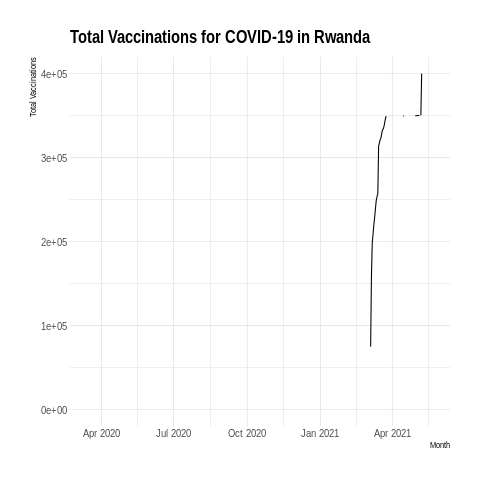 Total Vaccinations for COVID-19 in Rwanda
Total Vaccinations
4e+05
3e+05
2e+05
1e+05
0e+00
Apr 2020
Jul 2020
Oct 2020
Jan 2021
Apr 2021
Month